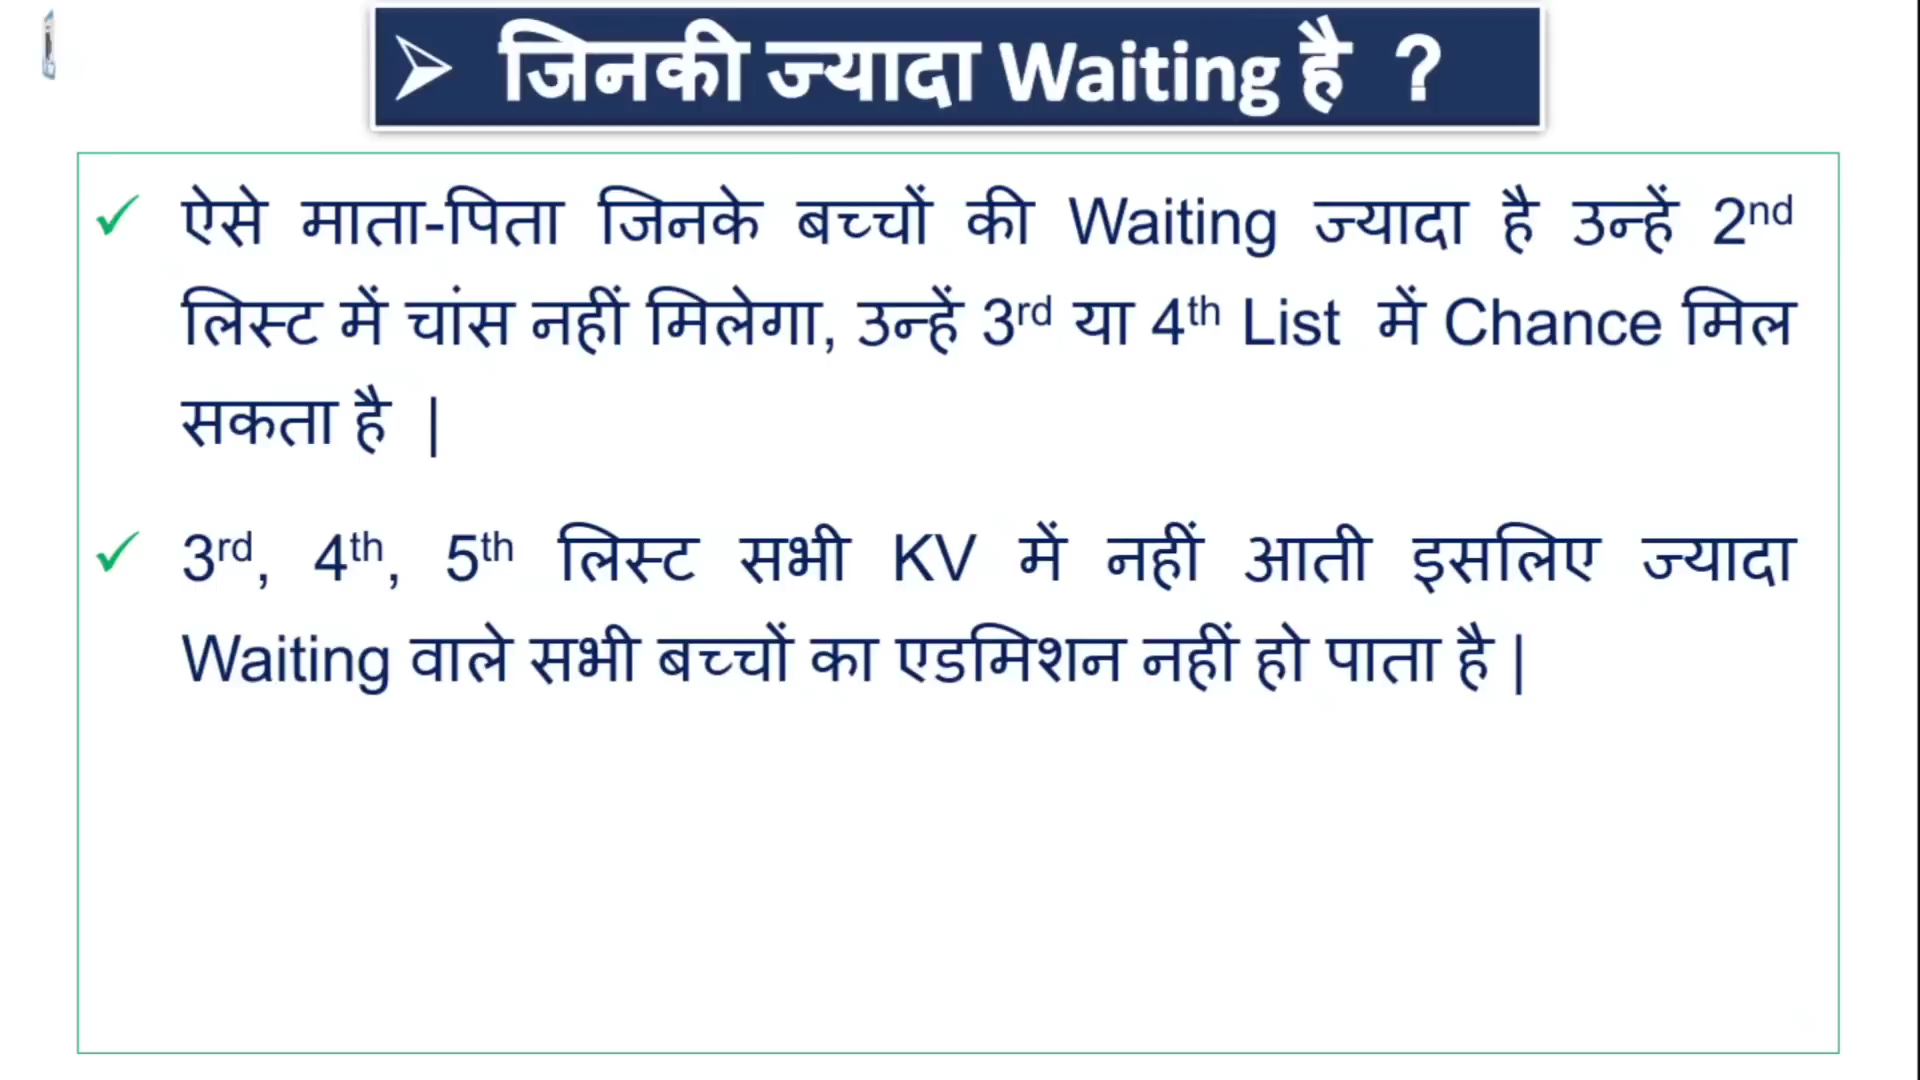 ➢ जिनकी ज्यादा Waiting है ?
✓ ऐसे माता-पिता जिनके बच्चों की Waiting ज्यादा है उन्हें 2nd
लिस्ट में चांस नहीं मिलेगा, उन्हें 3rd या 4th List में Chance मिल
सकता है |
✓ 3rd, 4th, 5th लिस्ट सभी KV में नहीं आती इसलिए ज्यादा
Waiting वाले सभी बच्चों का एडमिशन नहीं हो पाता है |